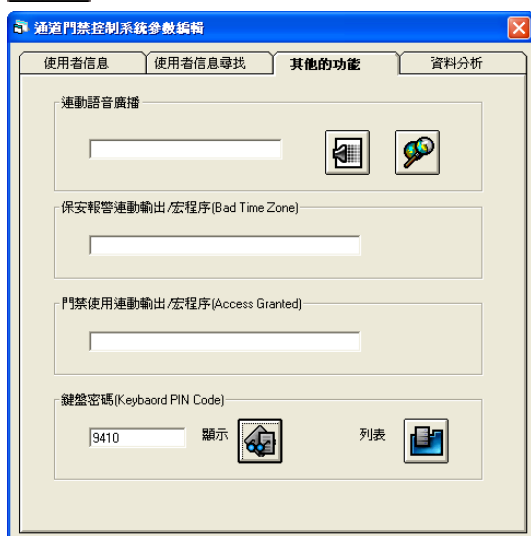 通道門禁控制系統參數編輯
使用者信息 使用者信息尋找 其他的功能 資料分析
連動語音廣播
保安報警連動輸出/宏程序(Bad Time Zone)
門禁使用連動輸出/宏程序(Access Granted)
鍵盤密碼(Keybaord PIN Code)
9410 顯示 列表